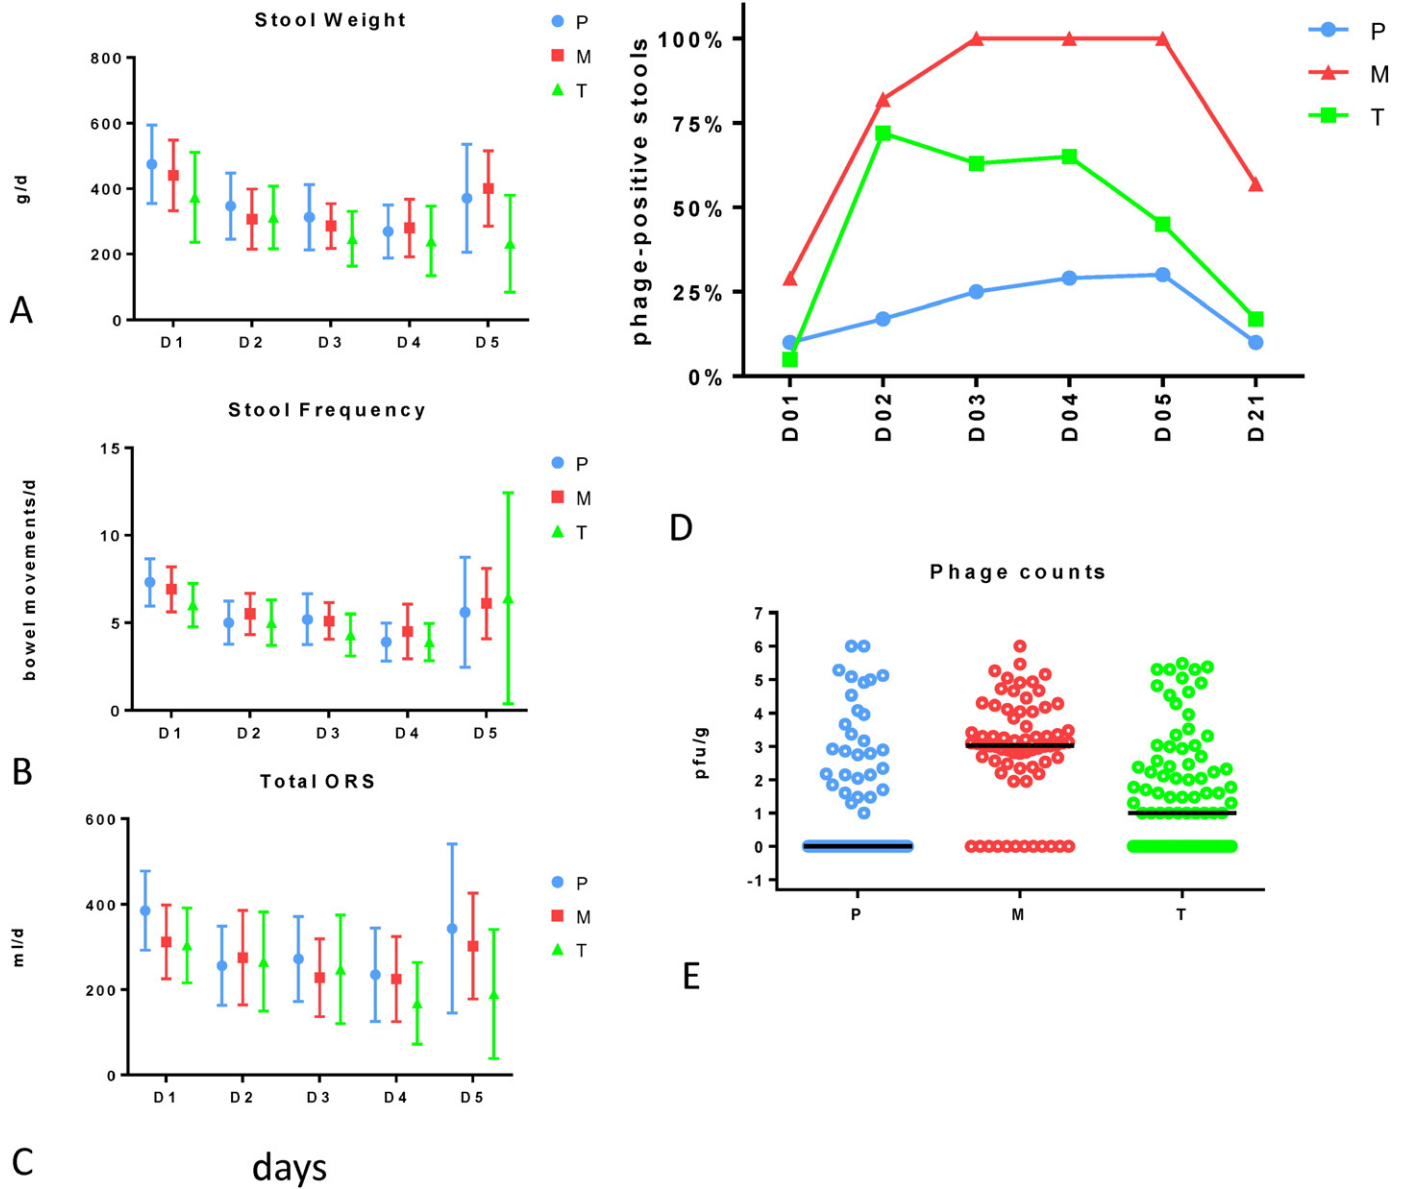 Stool Weight
P
M
T
800
600
400
200
0
g/d
D1 D2 D3 D4 D5
A
Stool Frequency
P
M
T
15
10
5
0
bowel movements/d
D1 D2 D3 D4 D5
B
Total ORS
P
M
T
600
400
200
0
ml/d
D1 D2 D3 D4 D5
C
days
P
M
T
100%
75%
50%
25%
0%
phage-positive stools
D01 D02 D03 D04 D05 D21
D
Phage counts
7
6
5
4
3
2
1
0
-1
pfu/g
P M T
E